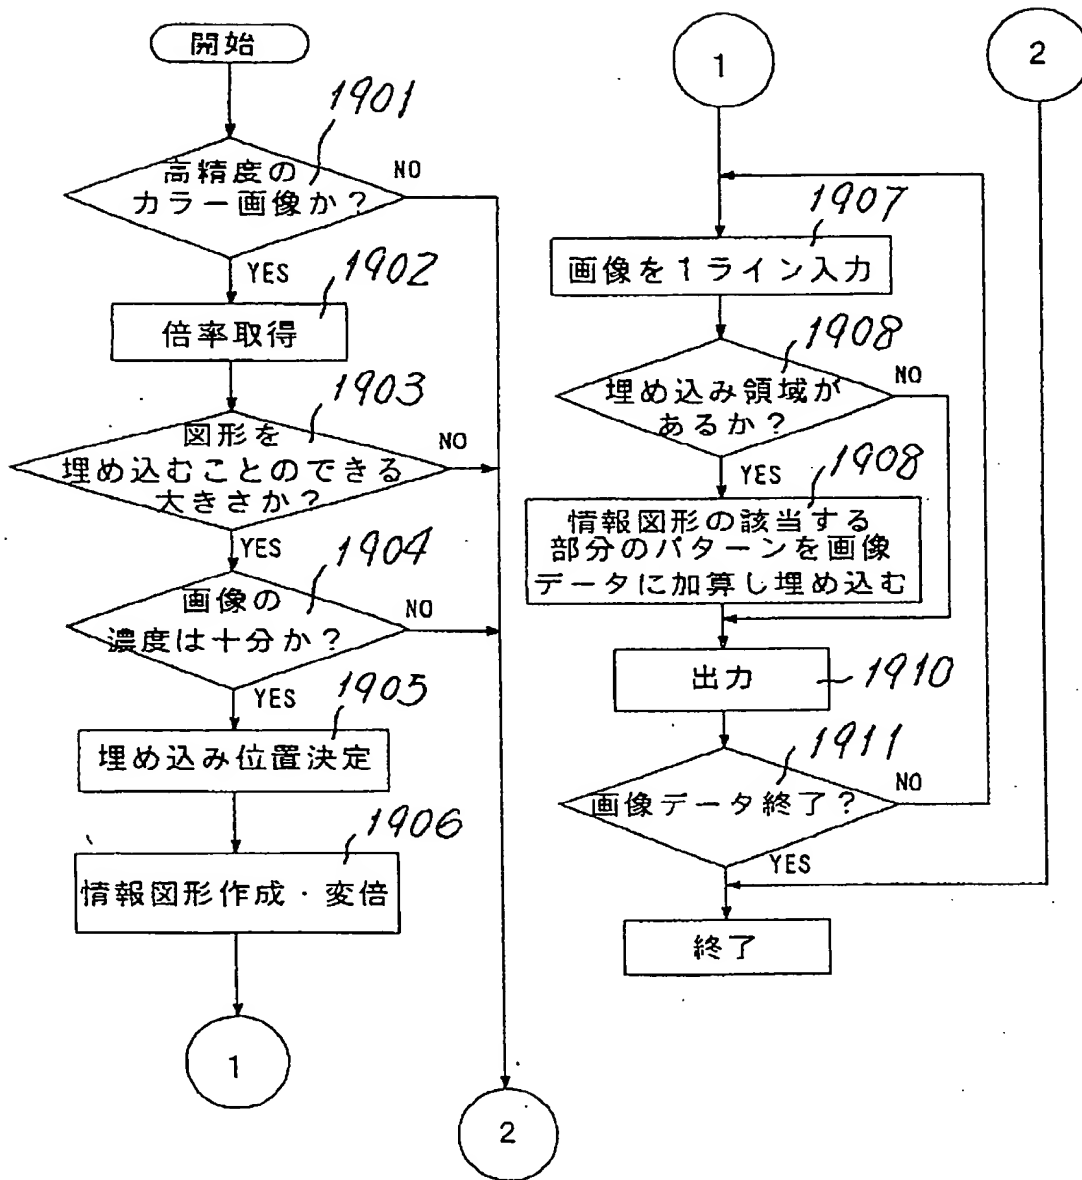 開始
1901
高精度の
カラー画像か?
NO
YES
1902
倍率取得
1903
図形を
埋め込むことのできる
大きさか?
NO
YES
1904
画像の
濃度は十分か?
NO
YES
1905
埋め込み位置決定
1906
情報図形作成・変倍
1
2
1
2
1907
画像を1ライン入力
1908
埋め込み領域が
あるか?
NO
YES
1908
情報図形の該当する
部分のパターンを画像
データに加算し埋め込む
出力
1910
1911
画像データ終了?
NO
YES
終了